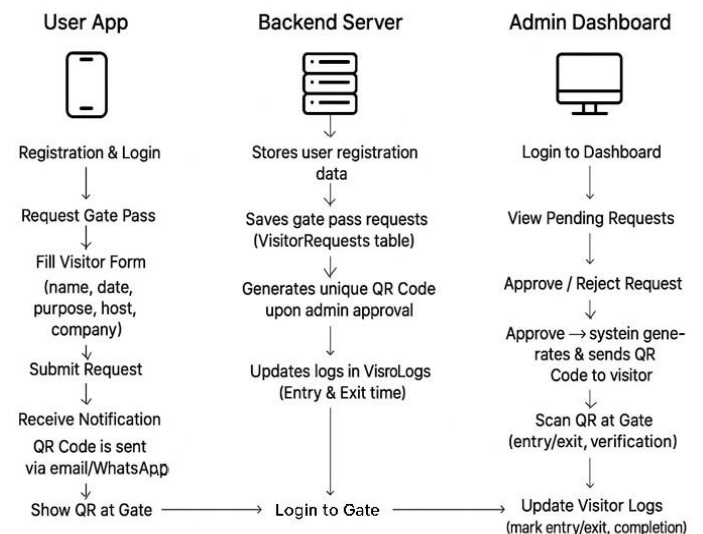 User App
Registration & Login
Request Gate Pass
Fill Visitor Form
(name, date,
purpose, host,
company)
Submit Request
Receive Notification
QR Code is sent
via email/WhatsApp
Show QR at Gate
Backend Server
Stores user registration
data
Saves gate pass requests
(VisitorRequests table)
Generates unique QR Code
upon admin approval
Updates logs in VisroLogs
(Entry & Exit time)
Login to Gate
Admin Dashboard
Login to Dashboard
View Pending Requests
Approve / Reject Request
Approve → systein gene-
rates & sends QR
Code to visitor
Scan QR at Gate
(entry/exit, verification)
Update Visitor Logs
(mark entry/exit, completion)